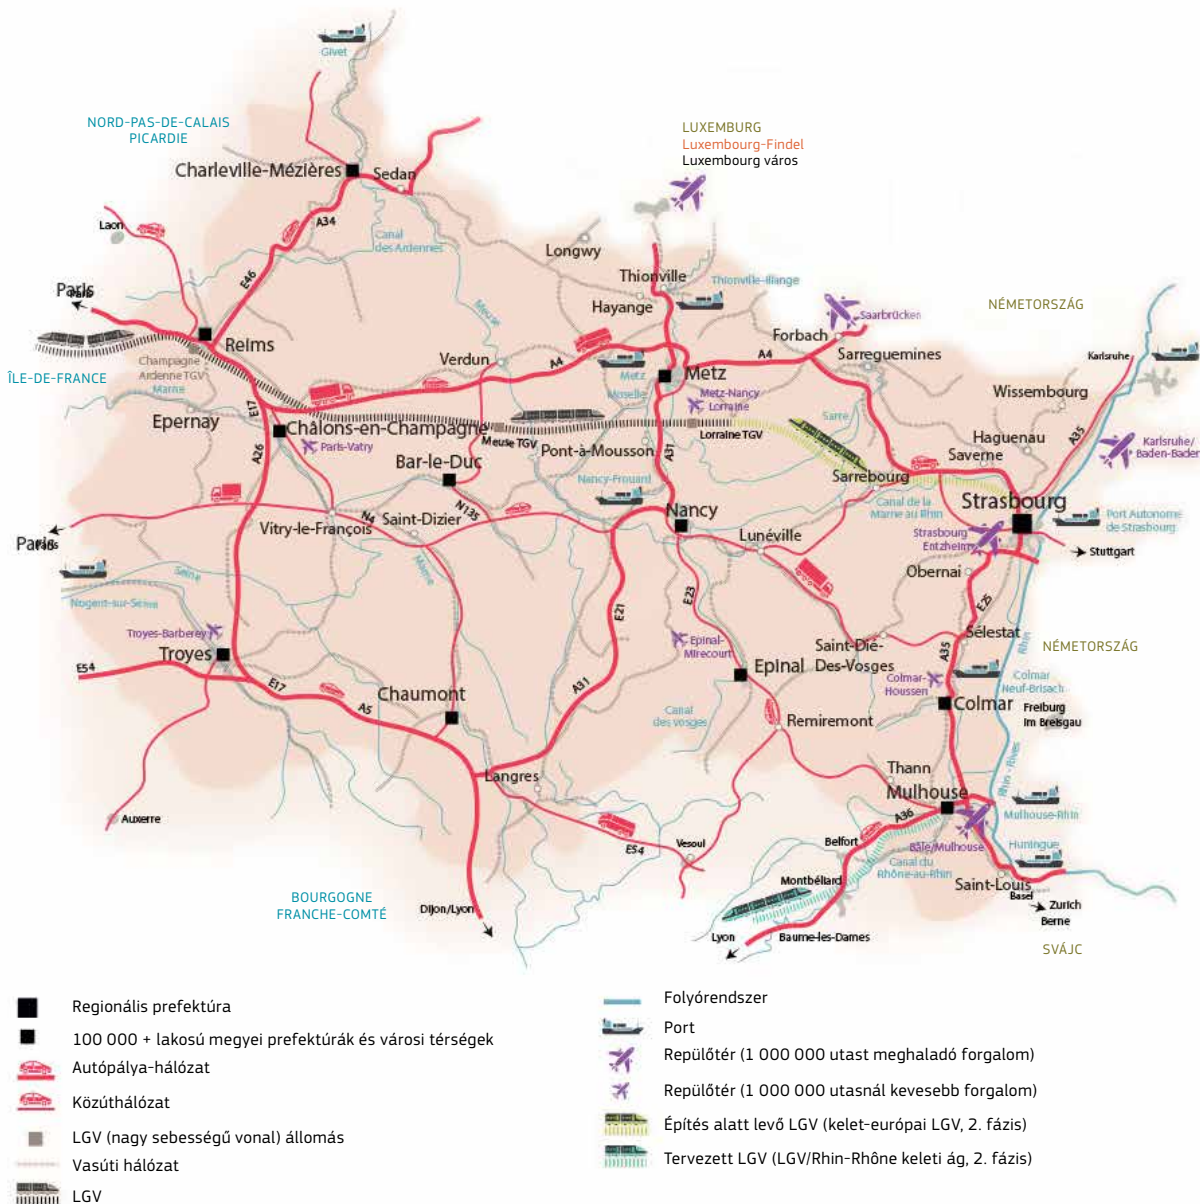 Givet
NORD-PAS-DE-CALAIS
PICARDIE
LUXEMBURG
Luxembourg-Findel
Luxembourg város
Charleville-Mézières
Sedan
A34
Laon
Canal
des Ardennes
Longwy
E46
Thionville
Thionville-Illange
Hayange
Paris
Paris
Meuse
NÉMETORSZÁG
Saarbrücken
Forbach
Reims
Verdun
A4
A4
Sarreguemines
Karlsruhe
Champagne
Ardenne TGV
Marne
Metz
Metz
ÎLE-DE-FRANCE
Moselle
Metz-Nancy
Lorraine
Wissembourg
E17
Epernay
Châlons-en-Champagne
Meuse TGV
Lorraine TGV
Sarre
A35
Haguenau
Karlsruhe/
Baden-Baden
A26
Paris-Vatry
Pont-à-Mousson
A31
Saverne
Bar-le-Duc
Nancy-Frouard
Sarrebourg
Strasbourg
N135
Canal de la
Marne au Rhin
Vitry-le-François
N4
Saint-Dizier
Nancy
Port Autonome
de Strasbourg
Paris
Paris
Lunéville
Strasbourg
Entzheim
Stuttgart
Seine
Marne
Obernai
Nogent-sur-Seine
E23
E25
E21
Troyes-Barberey
Epinal-
Mirecourt
Saint-Dié-
Des-Vosges
Sélestat
Rhin
NÉMETORSZÁG
Troyes
E54
A35
Epinal
Colmar-
Houssen
Colmar
Neuf-Brisach
E17
A31
Chaumont
A5
Canal
des vosges
Remiremont
Colmar
Freiburg
im Breisgau
Rhin - Rives
Langres
Thann
Mulhouse
Auxerre
A36
Mulhouse-Rhin
E54
Vesoul
Belfort
Bâle/Mulhouse
Huningue
Canal du
Rhône-au-Rhin
Montbéliard
Saint-Louis
BOURGOGNE
FRANCHE-COMTÉ
Dijon/Lyon
Basel
Zurich
Berne
Lyon
Baume-les-Dames
SVÁJC
Regionális prefektúra
100 000 + lakosú megyei prefektúrák és városi térségek
Autópálya-hálózat
Közúthálózat
LGV (nagy sebességű vonal) állomás
Vasúti hálózat
LGV
Folyórendszer
Port
Repülőtér (1 000 000 utast meghaladó forgalom)
Repülőtér (1 000 000 utasnál kevesebb forgalom)
Építés alatt levő LGV (kelet-európai LGV, 2. fázis)
Tervezett LGV (LGV/Rhin-Rhône keleti ág, 2. fázis)